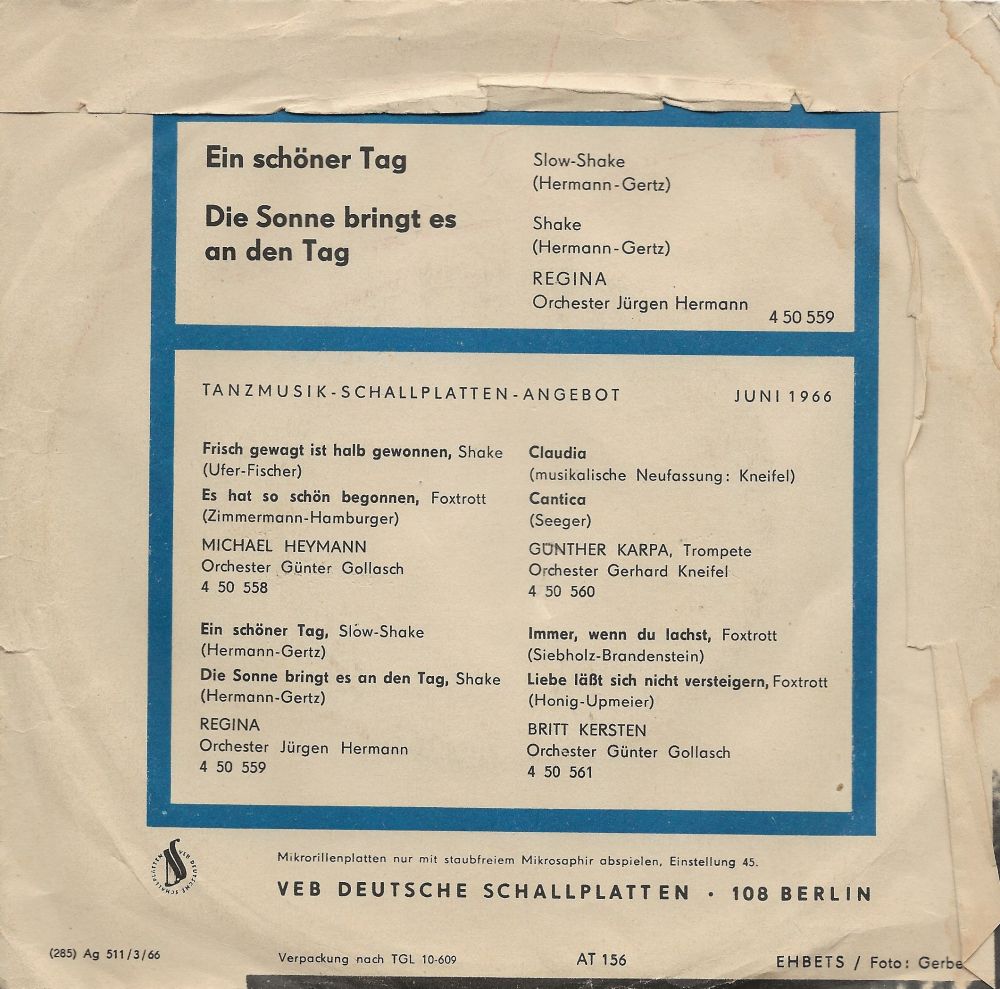 Ein schöner Tag
Slow-Shake
(Hermann-Gertz)
Die Sonne bringt es
an den Tag
Shake
(Hermann-Gertz)
REGINA
Orchester Jürgen Hermann
4 50 559
TANZMUSIK-SCHALLPLATTEN-ANGEBOT JUNI 1966
Frisch gewagt ist halb gewonnen, Shake
(Ufer-Fischer)
Es hat so schön begonnen, Foxtrott
(Zimmermann-Hamburger)
MICHAEL HEYMANN
Orchester Günter Gollasch
4 50 558
Ein schöner Tag, Slow-Shake
(Hermann-Gertz)
Die Sonne bringt es an den Tag, Shake
(Hermann-Gertz)
REGINA
Orchester Jürgen Hermann
4 50 559
Claudia
(musikalische Neufassung: Kneifel)
Cantica
(Seeger)
GÜNTHER KARPA, Trompete
Orchester Gerhard Kneifel
4 50 560
Immer, wenn du lachst, Foxtrott
(Siebholz-Brandenstein)
Liebe läßt sich nicht versteigern, Foxtrott
(Honig-Upmeier)
BRITT KERSTEN
Orchester Günter Gollasch
4 50 561
VEB DEUTSCHE SCHALLPLATTEN
Mikrorillenplatten nur mit staubfreiem Mikrosaphir abspielen, Einstellung 45.
VEB DEUTSCHE SCHALLPLATTEN · 108 BERLIN
(285) Ag 511/3/66 Verpackung nach TGL 10-609 AT 156 EHBETS / Foto: Gerbe